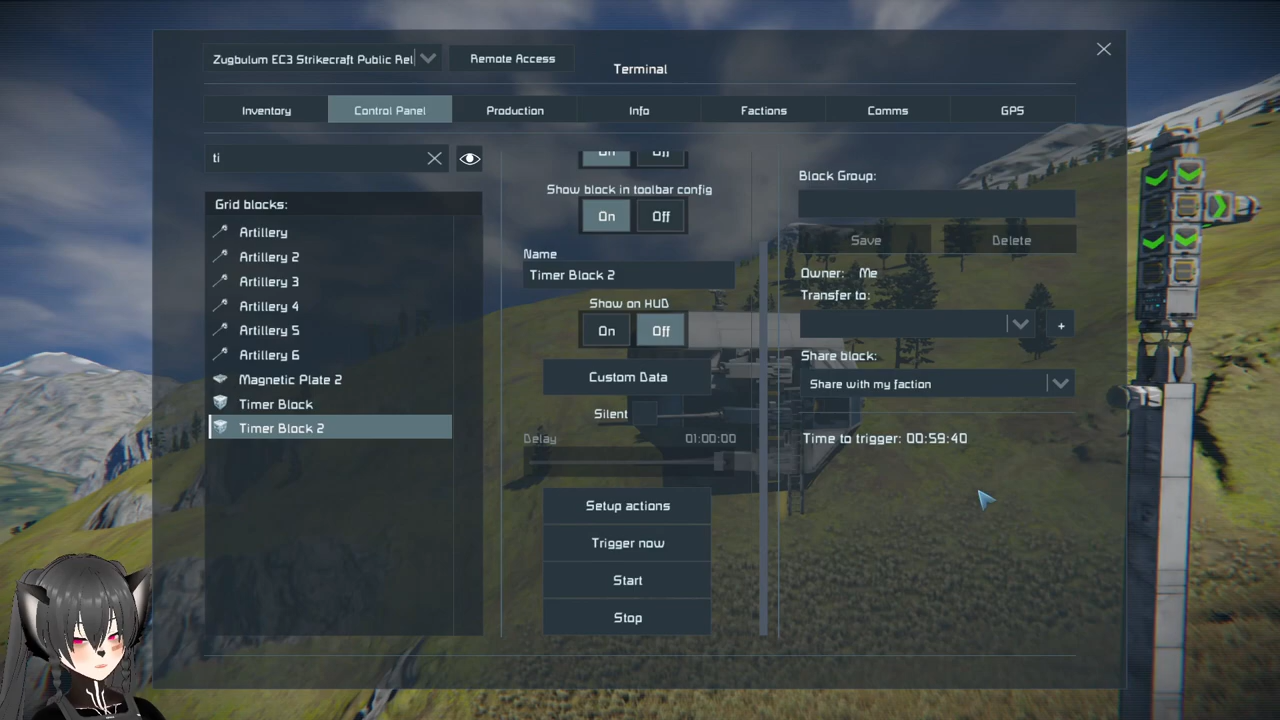 Zugbulum EC3 Strikecraft Public Rel
Remote Access
Terminal
Inventory
Control Panel
Production
Info
Factions
Comms
GPS
ti
Grid blocks:
Artillery
Artillery 2
Artillery 3
Artillery 4
Artillery 5
Artillery 6
Magnetic Plate 2
Timer Block
Timer Block 2
On Off
Show block in toolbar config
On Off
Name
Timer Block 2
Show on HUD
On Off
Custom Data
Silent
Delay 01:00:00
Setup actions
Trigger now
Start
Stop
Block Group:
Save Delete
Owner: Me
Transfer to:
+
Share block:
Share with my faction
Time to trigger: 00:59:40